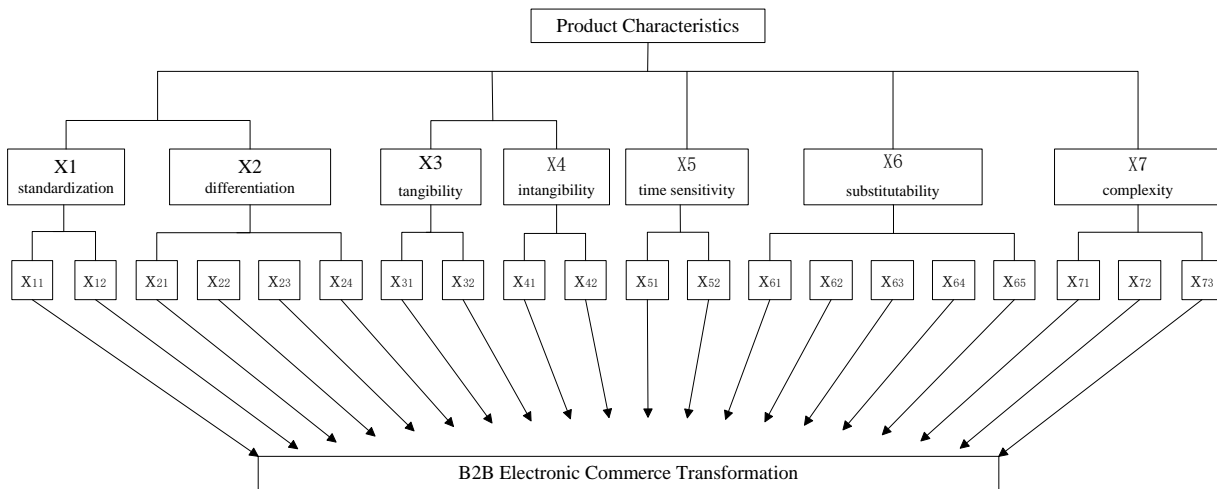 Product Characteristics
X1
standardization
X2
differentiation
X3
tangibility
X4
intangibility
X5
time sensitivity
X6
substitutability
X7
complexity
X11
X12
X21
X22
X23
X24
X31
X32
X41
X42
X51
X52
X61
X62
X63
X64
X65
X71
X72
X73
B2B Electronic Commerce Transformation